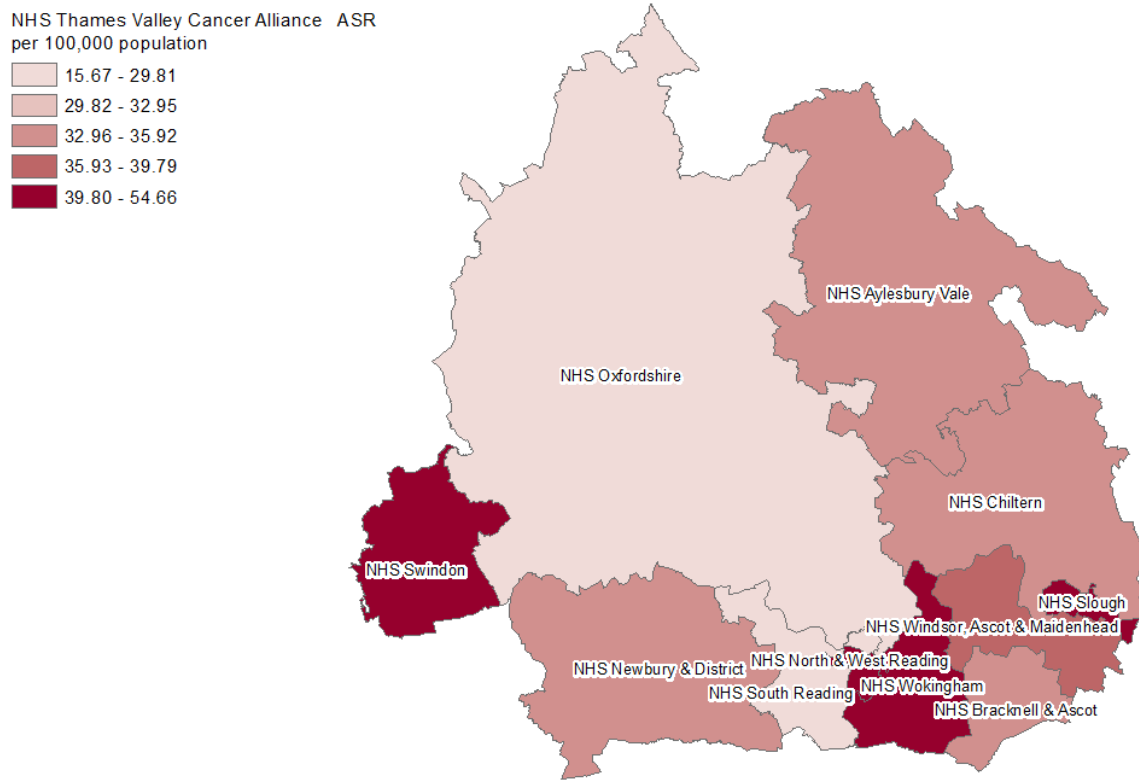 NHS Thames Valley Cancer Alliance ASR
per 100,000 population
15.67 - 29.81
29.82 - 32.95
32.96 - 35.92
35.93 - 39.79
39.80 - 54.66
NHS Aylesbury Vale
NHS Oxfordshire
NHS Chiltern
NHS Swindon
NHS Slough
NHS Windsor, Ascot & Maidenhead
NHS North & West Reading
NHS Newbury & District
NHS Wokingham
NHS South Reading
NHS Bracknell & Ascot